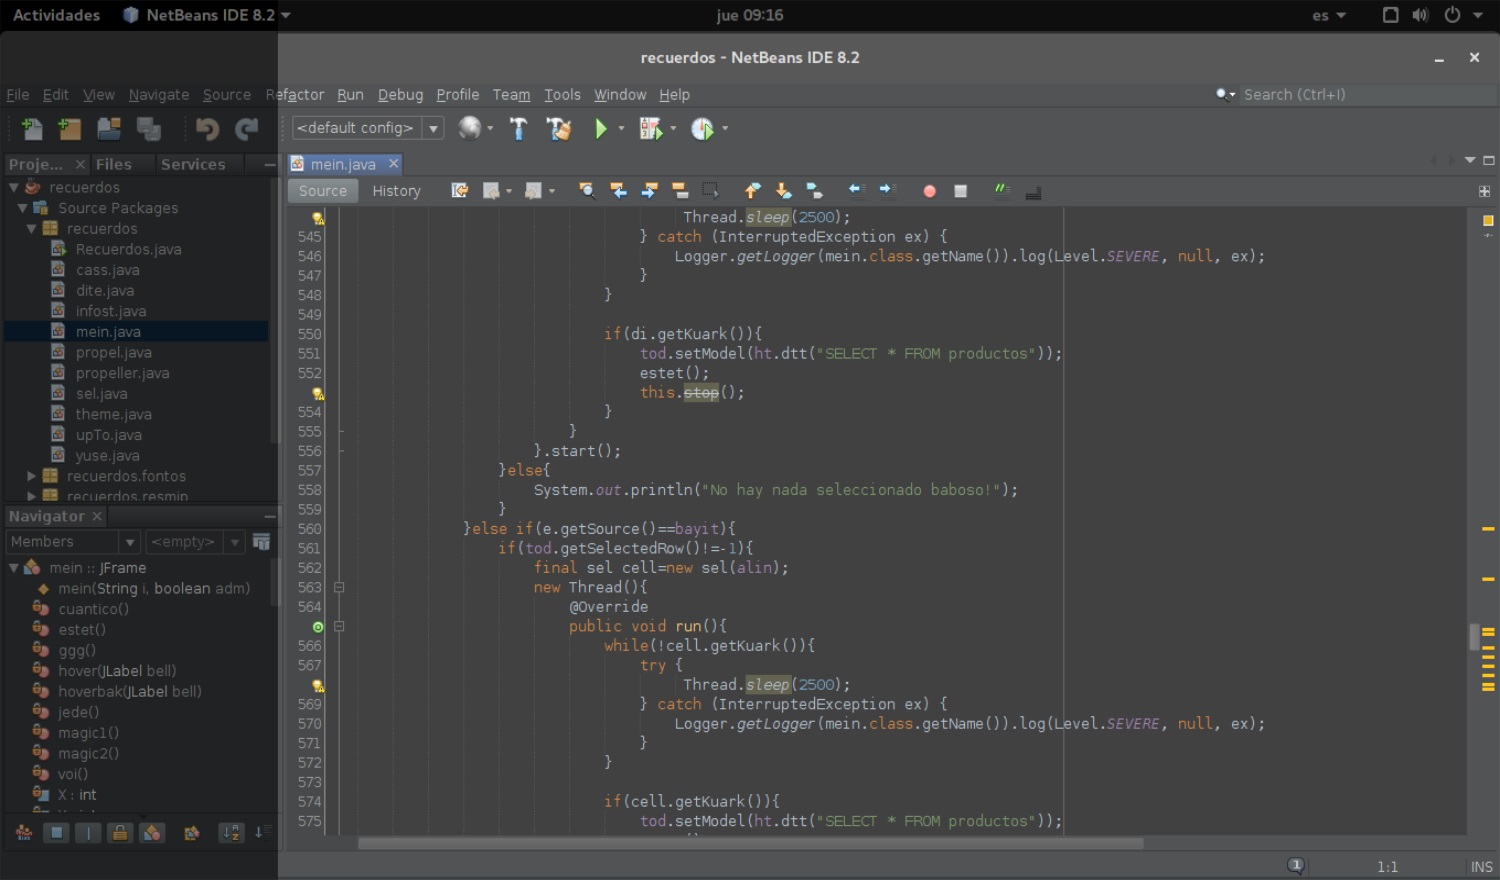 Actividades NetBeans IDE 8.2 jue 09:16 es
recuerdos - NetBeans IDE 8.2
File Edit View Navigate Source Refactor Run Debug Profile Team Tools Window Help Search (Ctrl+I)
<default config>
Proje... Files Services
mein.java
Source History
recuerdos
Source Packages
recuerdos
Recuerdos.java
cass.java
dite.java
infost.java
mein.java
propel.java
propeller.java
sel.java
theme.java
upTo.java
yuse.java
recuerdos.fontos
recuerdos.resmip
Navigator
Members <empty>
mein :: JFrame
mein(String i, boolean adm)
cuantico()
estet()
ggg()
hover(JLabel bell)
hoverbak(JLabel bell)
jede()
magic1()
magic2()
voi()
X : int
Thread.sleep(2500);
545 } catch (InterruptedException ex) {
546 Logger.getLogger(mein.class.getName()).log(Level.SEVERE, null, ex);
547 }
548 }
549
550 if(di.getKuark()){
551 tod.setModel(ht.dtt("SELECT * FROM productos"));
552 estet();
this.stop();
554 }
555 }
556 }.start();
557 }else{
558 System.out.println("No hay nada seleccionado baboso!");
559 }
560 }else if(e.getSource()==bayit){
561 if(tod.getSelectedRow()!=-1){
562 final sel cell=new sel(alin);
563 new Thread(){
564 @Override
public void run(){
566 while(!cell.getKuark()){
567 try {
Thread.sleep(2500);
569 } catch (InterruptedException ex) {
570 Logger.getLogger(mein.class.getName()).log(Level.SEVERE, null, ex);
571 }
572 }
573
574 if(cell.getKuark()){
575 tod.setModel(ht.dtt("SELECT * FROM productos"));
1 1:1 INS